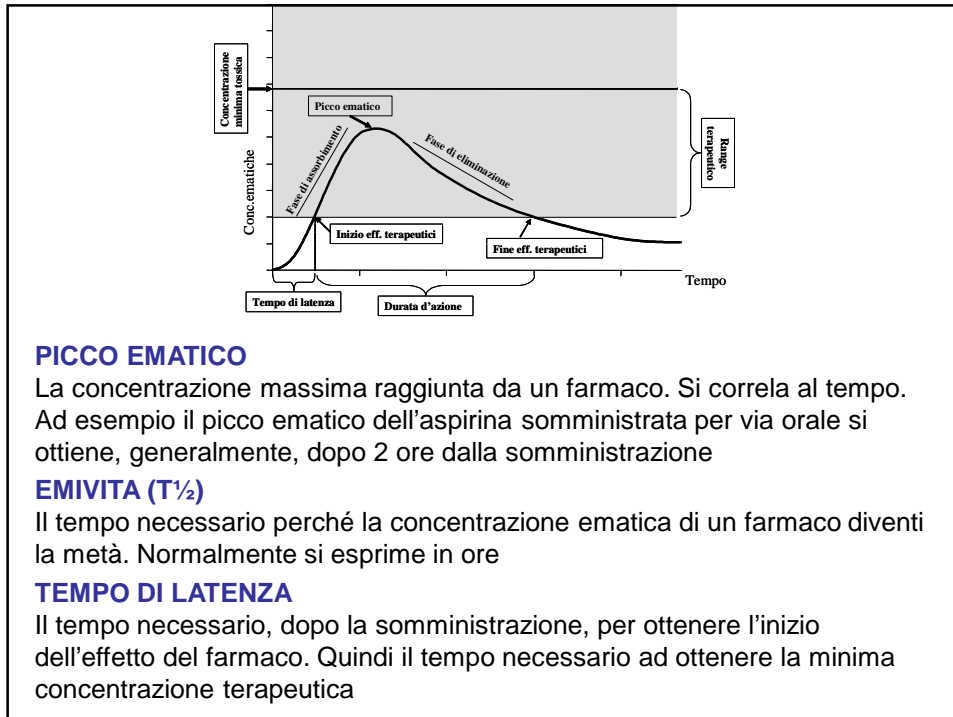 Concentrazione
minima tossica
Picco ematico
Fase di assorbimento
Fase di eliminazione
Range
terapeutico
Conc.ematiche
Inizio eff. terapeutici
Fine eff. terapeutici
Tempo
Tempo di latenza
Durata d'azione
PICCO EMATICO
La concentrazione massima raggiunta da un farmaco. Si correla al tempo.
Ad esempio il picco ematico dell’aspirina somministrata per via orale si
ottiene, generalmente, dopo 2 ore dalla somministrazione
EMIVITA (T½)
Il tempo necessario perché la concentrazione ematica di un farmaco diventi
la metà. Normalmente si esprime in ore
TEMPO DI LATENZA
Il tempo necessario, dopo la somministrazione, per ottenere l’inizio
dell’effetto del farmaco. Quindi il tempo necessario ad ottenere la minima
concentrazione terapeutica